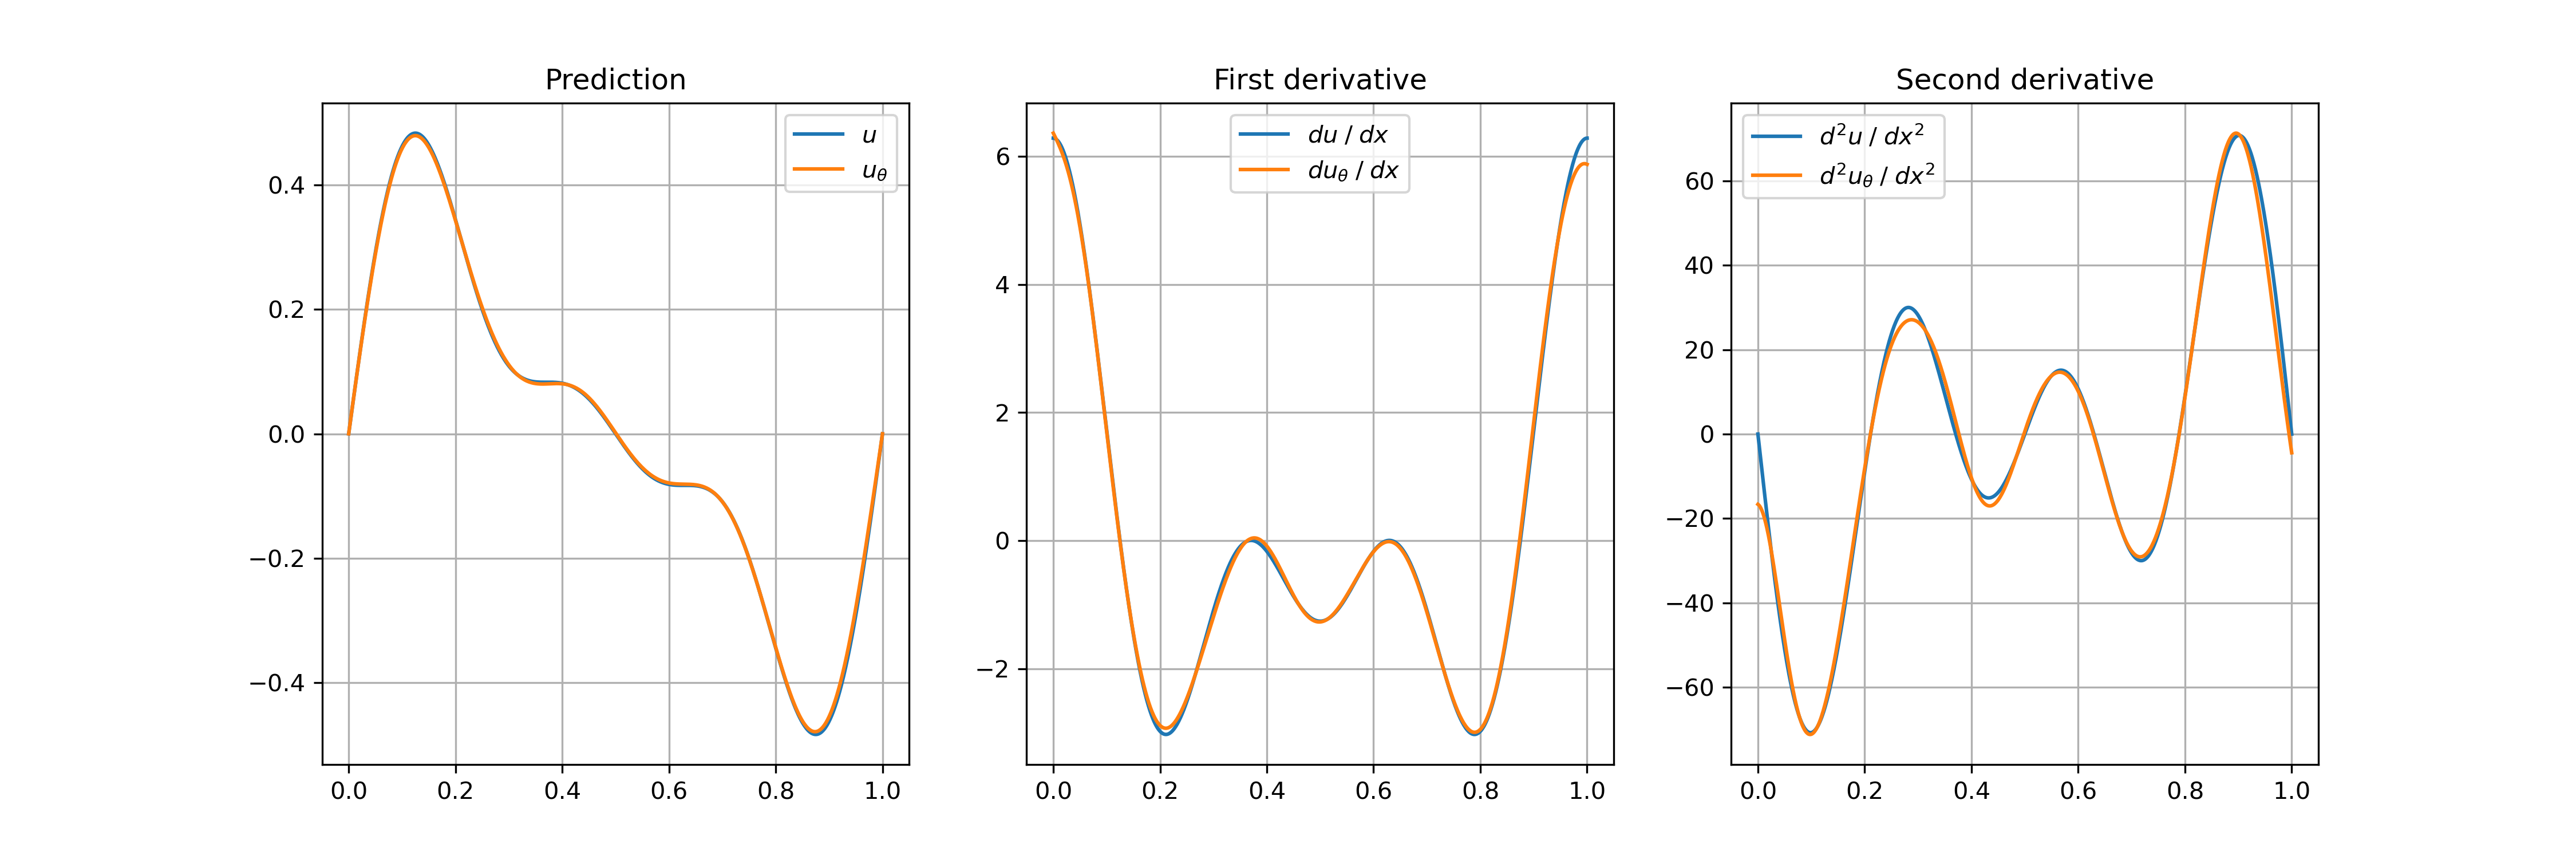 Prediction
u
u_θ
0.4
0.2
0.0
−0.2
−0.4
0.0 0.2 0.4 0.6 0.8 1.0
First derivative
du / dx
du_θ / dx
6
4
2
0
−2
0.0 0.2 0.4 0.6 0.8 1.0
Second derivative
d²u / dx²
d²u_θ / dx²
60
40
20
0
−20
−40
−60
0.0 0.2 0.4 0.6 0.8 1.0